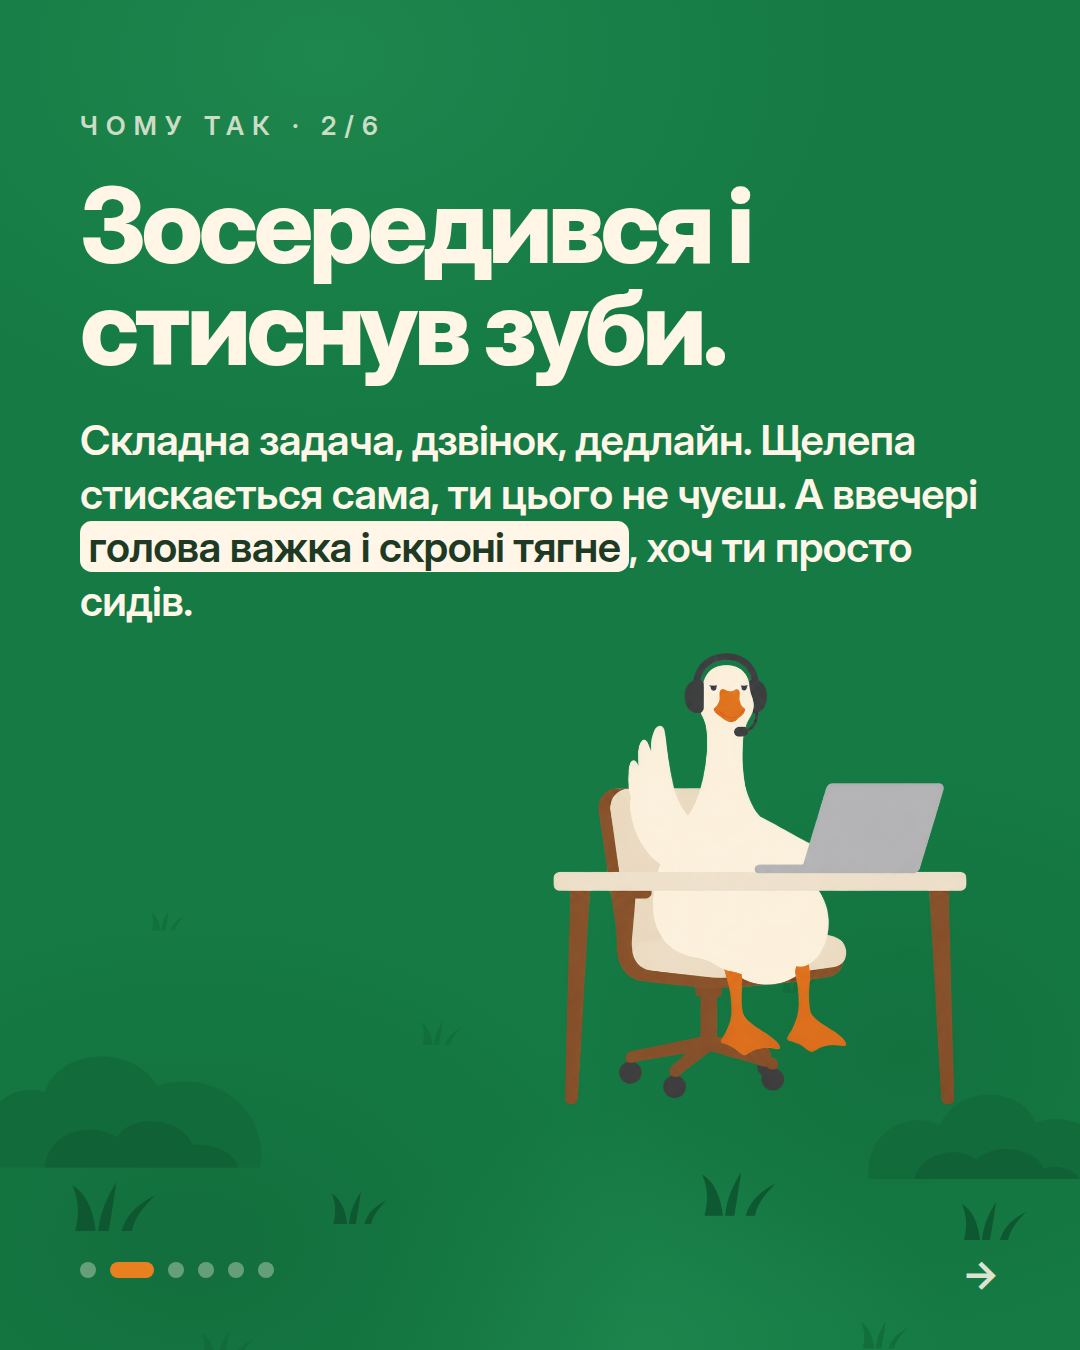 ЧОМУ ТАК · 2/6
Зосередився і
стиснув зуби.
Складна задача, дзвінок, дедлайн. Щелепа
стискається сама, ти цього не чуєш. А ввечері
голова важка і скроні тягне, хоч ти просто
сидів.